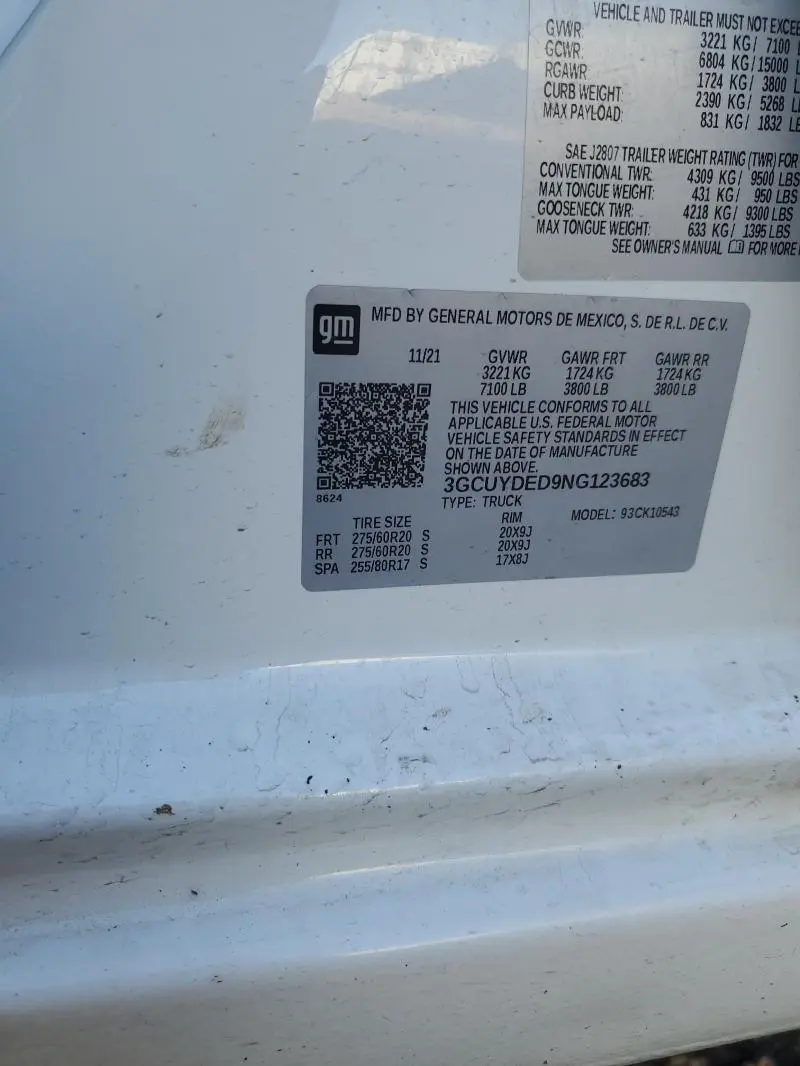 VEHICLE AND TRAILER MUST NOT EXCEE
GVWR: 3221 KG/ 7100 L
GCWR: 6804 KG/15000 L
RGAWR: 1724 KG/ 3800 L
CURB WEIGHT: 2390 KG/ 5268 LB
MAX PAYLOAD: 831 KG/ 1832 LB
SAE J2807 TRAILER WEIGHT RATING (TWR) FOR
CONVENTIONAL TWR: 4309 KG/ 9500 LBS
MAX TONGUE WEIGHT: 431 KG/ 950 LBS
GOOSENECK TWR: 4218 KG/ 9300 LBS
MAX TONGUE WEIGHT: 633 KG/ 1395 LBS
SEE OWNER'S MANUAL FOR MORE
gm MFD BY GENERAL MOTORS DE MEXICO, S. DE R.L. DE C.V.
11/21 GVWR GAWR FRT GAWR RR
3221 KG 1724 KG 1724 KG
7100 LB 3800 LB 3800 LB
THIS VEHICLE CONFORMS TO ALL
APPLICABLE U.S. FEDERAL MOTOR
VEHICLE SAFETY STANDARDS IN EFFECT
ON THE DATE OF MANUFACTURE
SHOWN ABOVE.
3GCUYDED9NG123683
8624
TYPE: TRUCK MODEL: 93CK10543
TIRE SIZE RIM
FRT 275/60R20 S 20X9J
RR 275/60R20 S 20X9J
SPA 255/80R17 S 17X8J